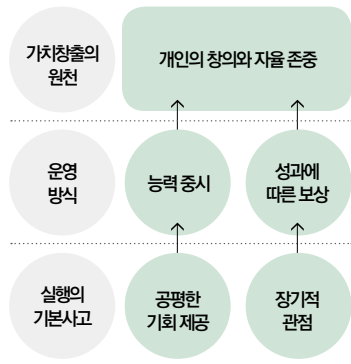 가치창출의
원천
개인의 창의와 자율 존중
운영
방식
능력 중시
성과에
따른 보상
실행의
기본사고
공평한
기회 제공
장기적
관점